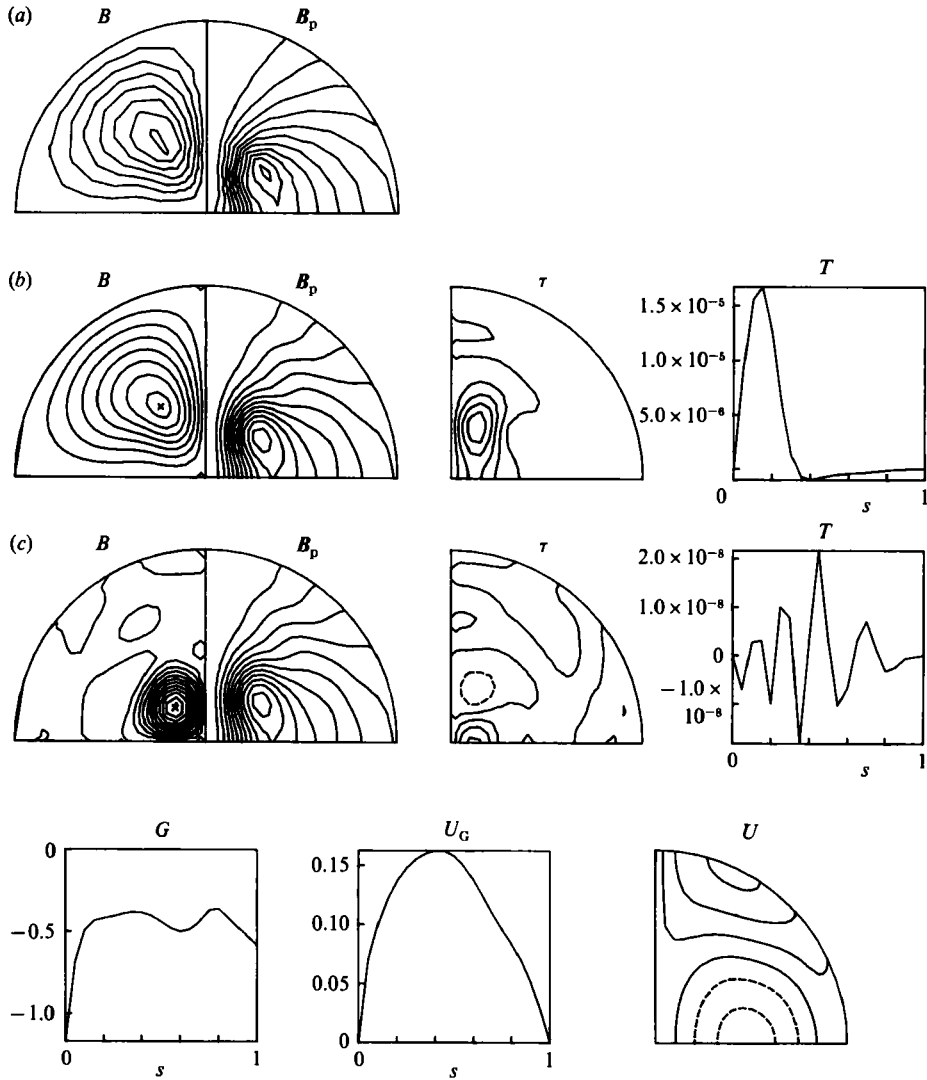 (a) B B_p
(b) B B_p τ T
1.5 × 10⁻⁵
1.0 × 10⁻⁵
5.0 × 10⁻⁶
0 1
s
(c) B B_p τ T
2.0 × 10⁻⁸
1.0 × 10⁻⁸
0
−1.0 ×
10⁻⁸
0 1
s
G U_G U
0
−0.5
−1.0
0 1
s
0.15
0.10
0.05
0
0 1
s